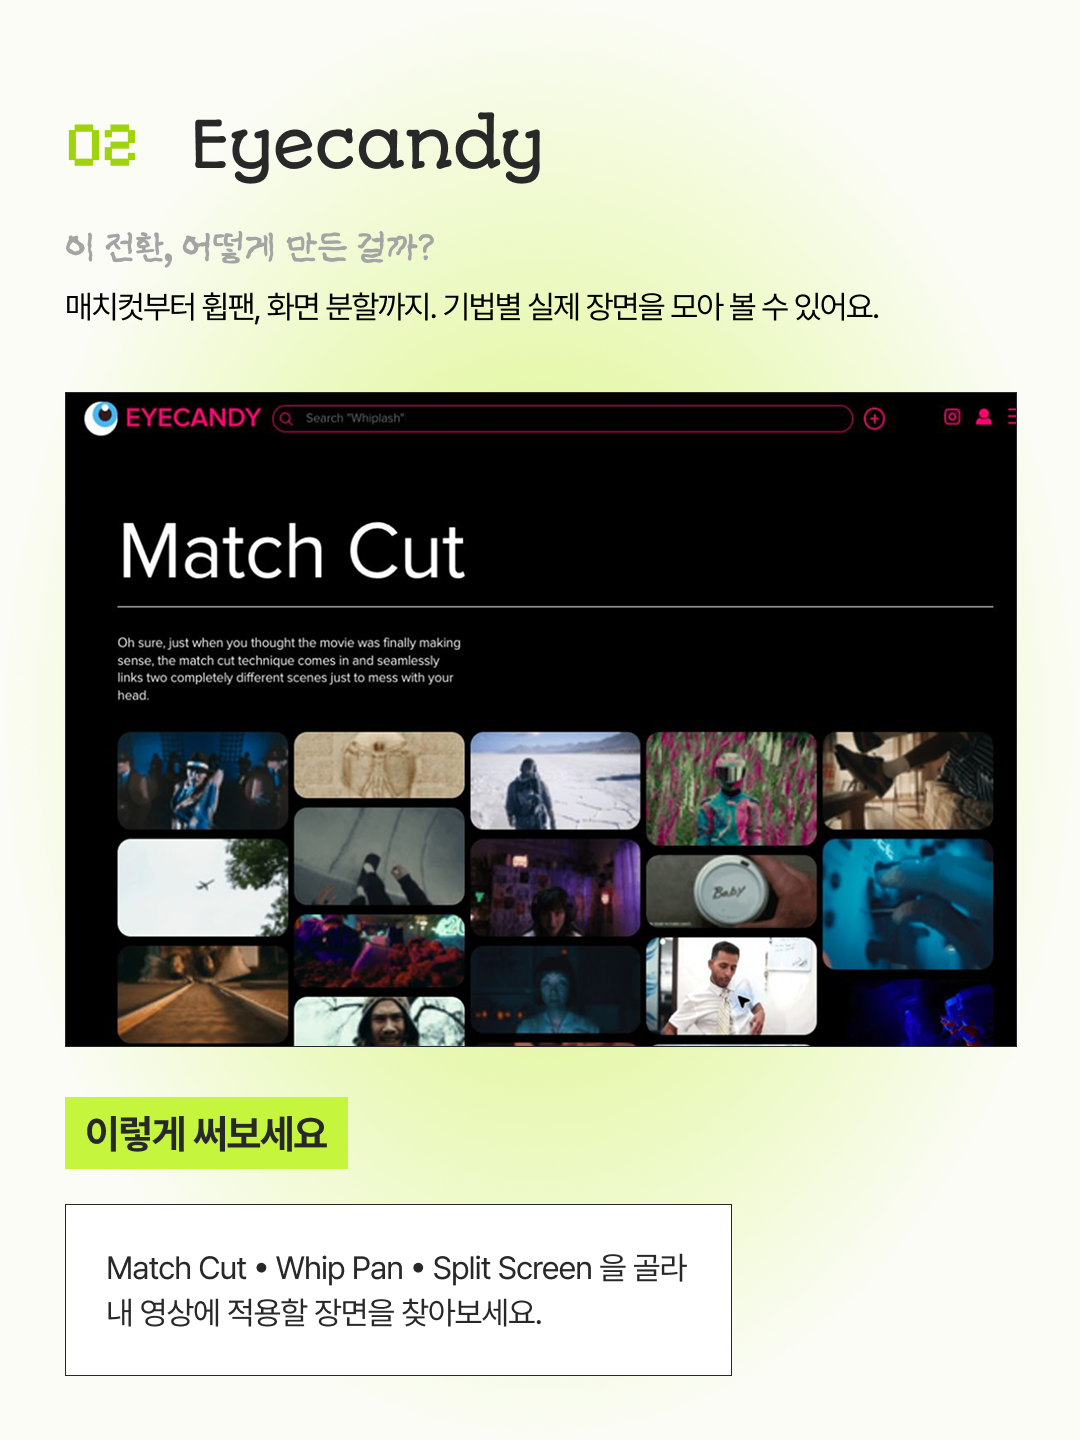 02 Eyecandy
이 전환, 어떻게 만든 걸까?
매치컷부터 휩팬, 화면 분할까지. 기법별 실제 장면을 모아 볼 수 있어요.
EYECANDY Search "Whiplash"
Match Cut
Oh sure, just when you thought the movie was finally making
sense, the match cut technique comes in and seamlessly
links two completely different scenes just to mess with your
head.
Baby
이렇게 써보세요
Match Cut • Whip Pan • Split Screen 을 골라
내 영상에 적용할 장면을 찾아보세요.